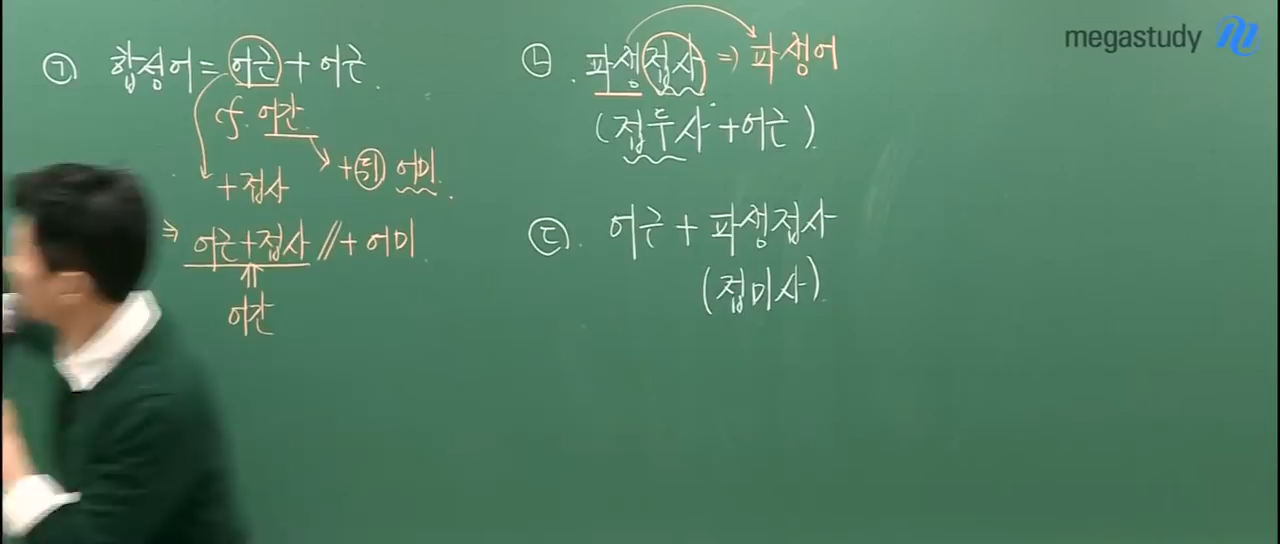 ㉠ 합성어 = 어근 + 어근.
cf. 어간.
+ 뒤 어미.
+ 접사
⇒ 어근+접사 // + 어미.
⇑
어간
㉡. 파생접사 ⇒ 파생어
(접두사 + 어근)
㉢. 어근 + 파생접사
(접미사).
megastudy